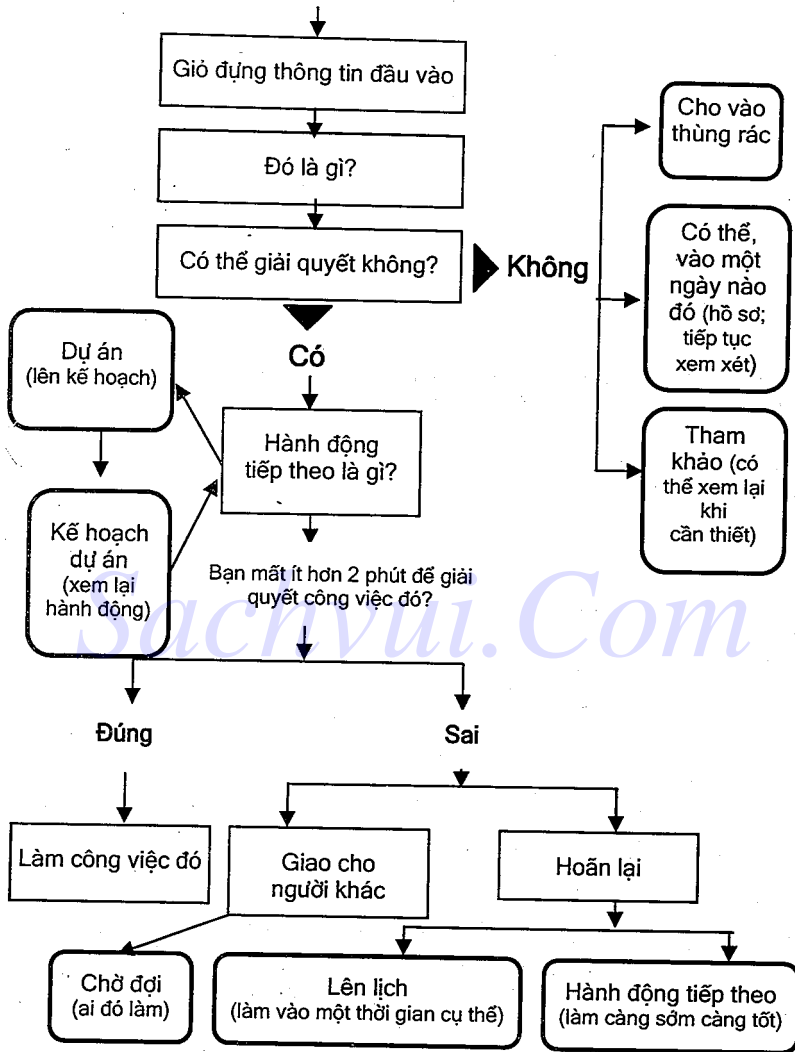 Giỏ đựng thông tin đầu vào
Đó là gì?
Có thể giải quyết không?
Không
Cho vào
thùng rác
Có thể,
vào một
ngày nào
đó (hồ sơ;
tiếp tục
xem xét)
Tham
khảo (có
thể xem lại
khi
cần thiết)
Có
Dự án
(lên kế hoạch)
Hành động
tiếp theo là gì?
Kế hoạch
dự án
(xem lại
hành động)
Bạn mất ít hơn 2 phút để giải
quyết công việc đó?
Sachvui.Com
Đúng
Sai
Làm công việc đó
Giao cho
người khác
Hoãn lại
Chờ đợi
(ai đó làm)
Lên lịch
(làm vào một thời gian cụ thể)
Hành động tiếp theo
(làm càng sớm càng tốt)